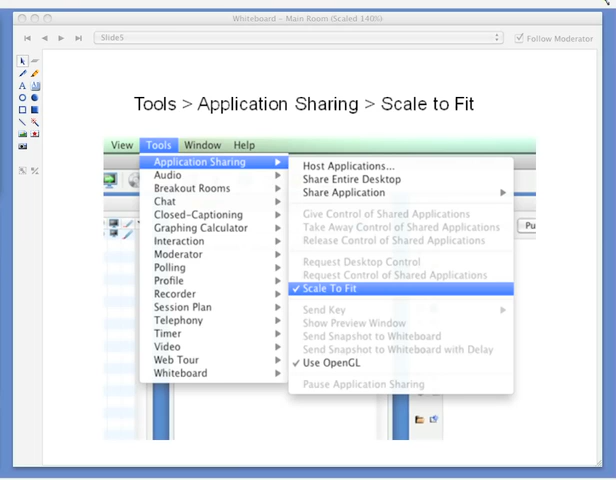 Whiteboard – Main Room (Scaled 140%)
Slide5
Follow Moderator
Tools > Application Sharing > Scale to Fit
View Tools Window Help
Application Sharing
Audio
Breakout Rooms
Chat
Closed-Captioning
Graphing Calculator
Interaction
Moderator
Polling
Profile
Recorder
Session Plan
Telephony
Timer
Video
Web Tour
Whiteboard
Host Applications...
Share Entire Desktop
Share Application
Give Control of Shared Applications
Take Away Control of Shared Applications
Release Control of Shared Applications
Request Desktop Control
Request Control of Shared Applications
✓ Scale To Fit
Send Key
Show Preview Window
Send Snapshot to Whiteboard
Send Snapshot to Whiteboard with Delay
✓ Use OpenGL
Pause Application Sharing
Pu